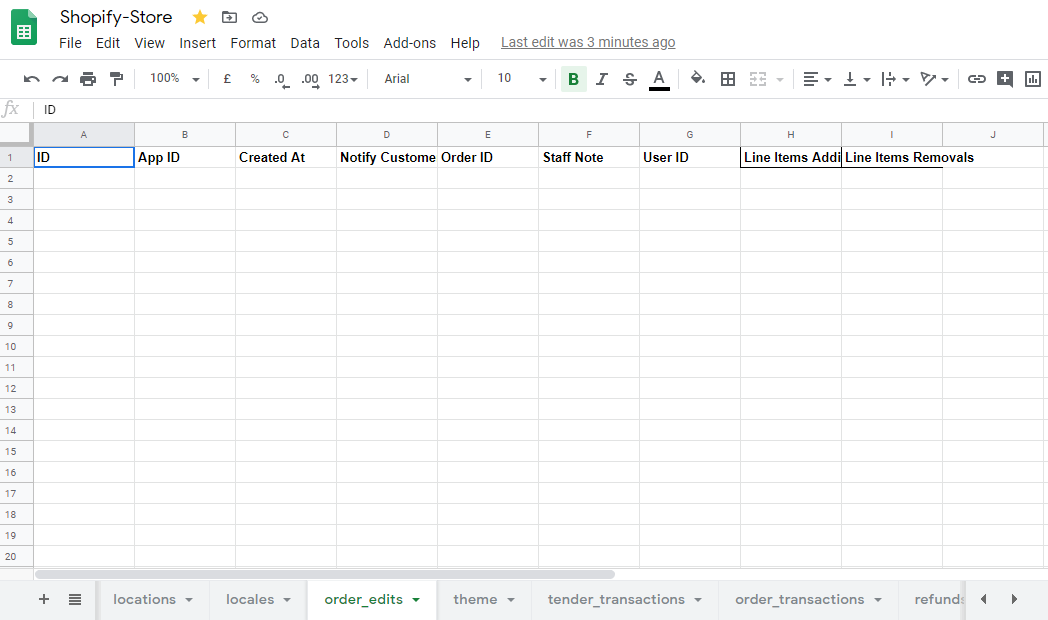 Shopify-Store
File Edit View Insert Format Data Tools Add-ons Help Last edit was 3 minutes ago
100% £ % .0 .00 123 Arial 10 B I S A
fx ID
A B C D E F G H I J
1 ID App ID Created At Notify Custome Order ID Staff Note User ID Line Items Addi Line Items Removals
2
3
4
5
6
7
8
9
10
11
12
13
14
15
16
17
18
19
20
+ locations locales order_edits theme tender_transactions order_transactions refunds